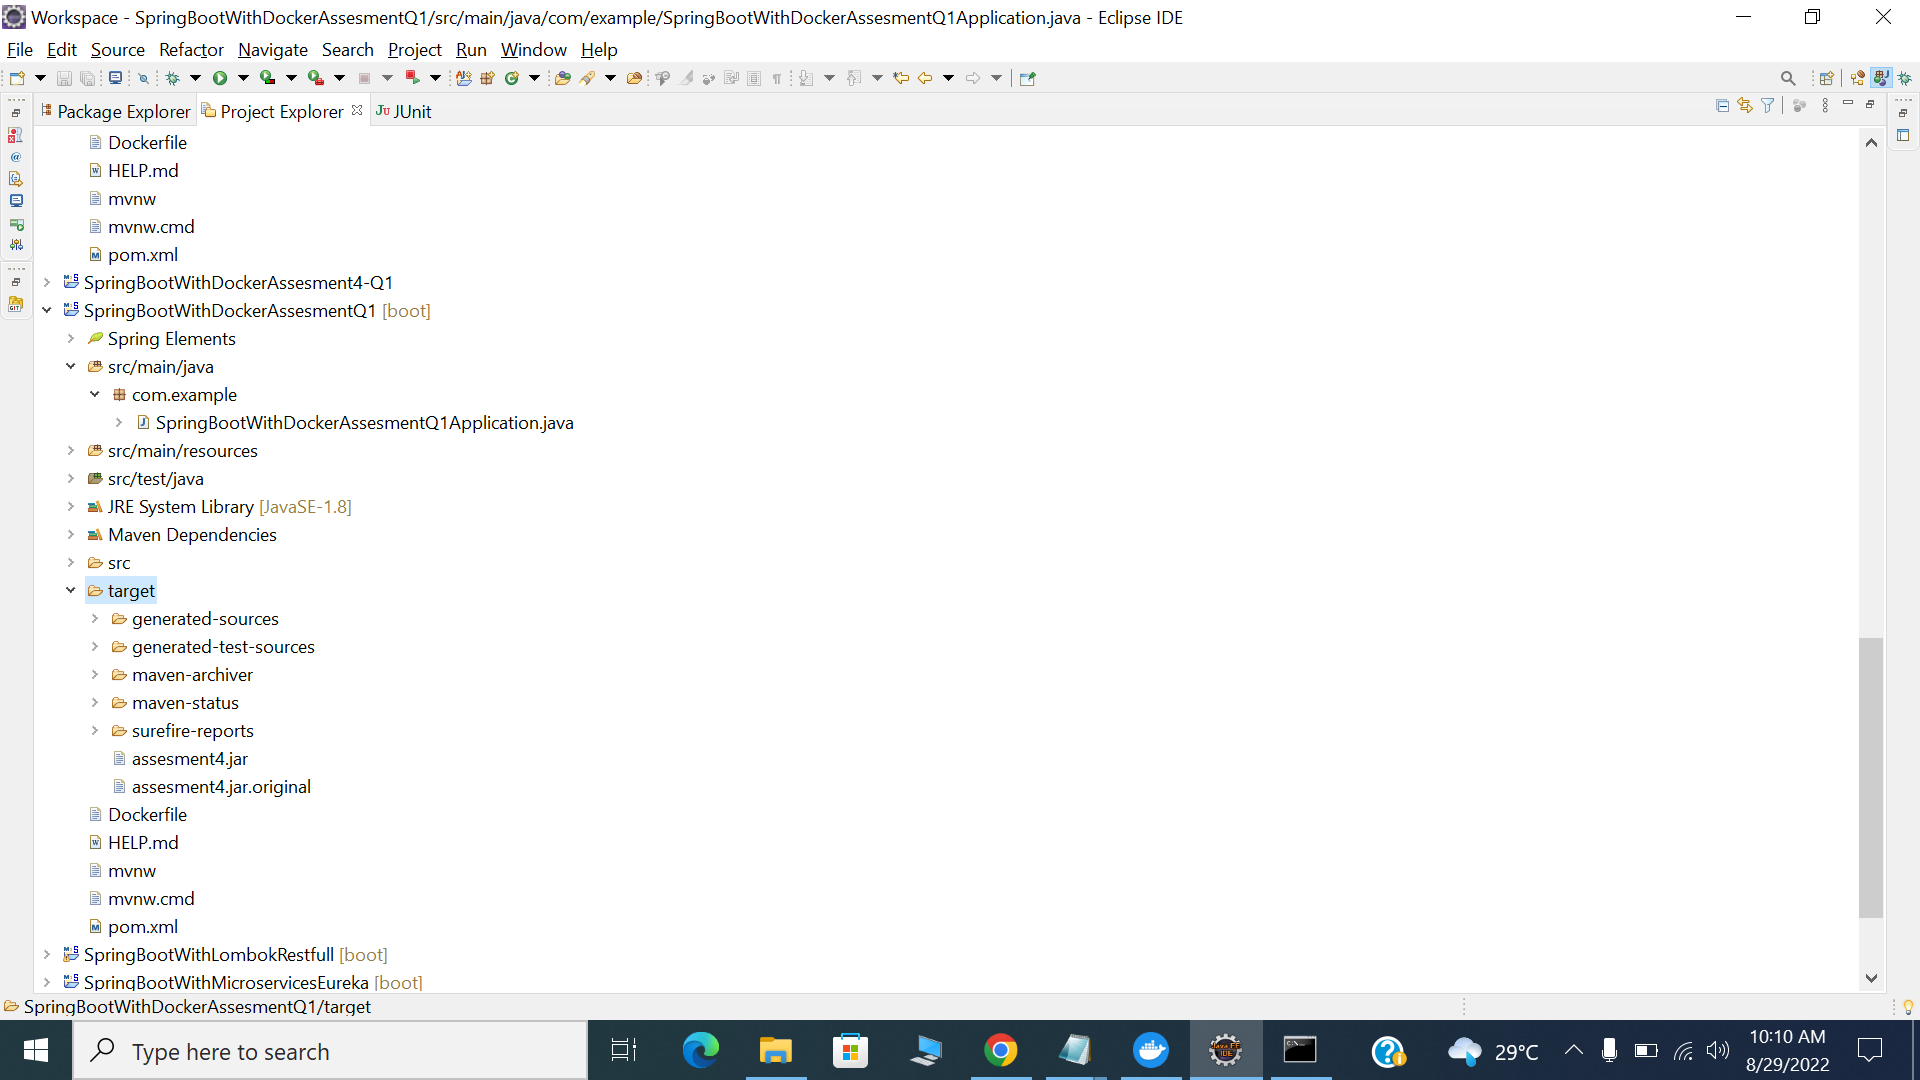 Workspace - SpringBootWithDockerAssesmentQ1/src/main/java/com/example/SpringBootWithDockerAssesmentQ1Application.java - Eclipse IDE
File Edit Source Refactor Navigate Search Project Run Window Help
Package Explorer Project Explorer JUnit
Dockerfile
HELP.md
mvnw
mvnw.cmd
pom.xml
SpringBootWithDockerAssesment4-Q1
SpringBootWithDockerAssesmentQ1 [boot]
Spring Elements
src/main/java
com.example
SpringBootWithDockerAssesmentQ1Application.java
src/main/resources
src/test/java
JRE System Library [JavaSE-1.8]
Maven Dependencies
src
target
generated-sources
generated-test-sources
maven-archiver
maven-status
surefire-reports
assesment4.jar
assesment4.jar.original
Dockerfile
HELP.md
mvnw
mvnw.cmd
pom.xml
SpringBootWithLombokRestfull [boot]
SpringBootWithMicroservicesEureka [boot]
SpringBootWithDockerAssesmentQ1/target
Type here to search
29°C
10:10 AM
8/29/2022